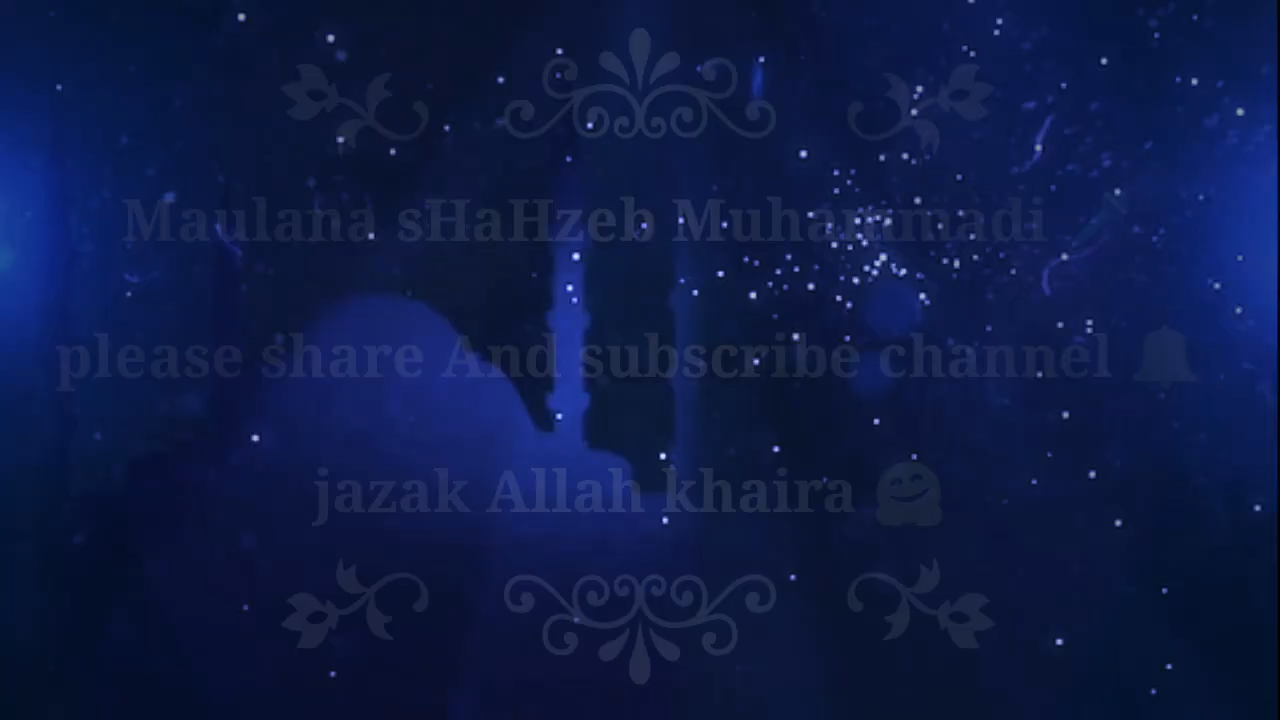 Maulana sHaHzeb Muhammadi
please share And subscribe channel 🔔
jazak Allah khaira 🤗